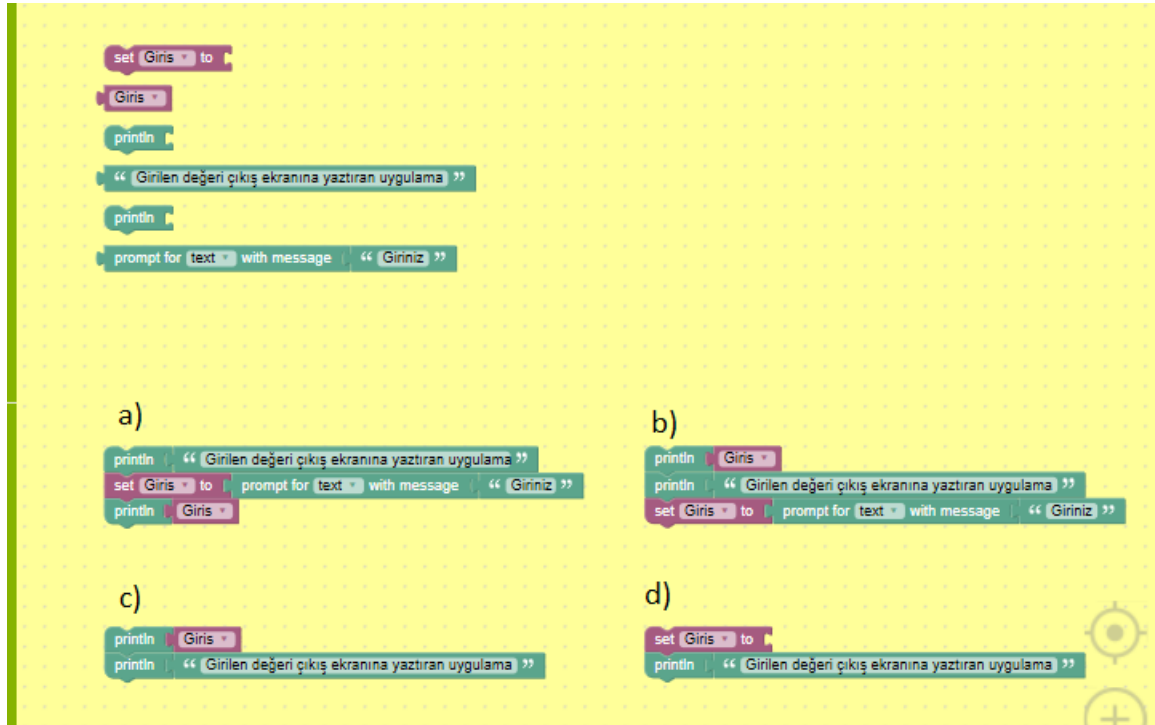 set Giris to
Giris
println
“ Girilen değeri çıkış ekranına yaztıran uygulama ”
println
prompt for text with message “ Giriniz ”
a)
println “ Girilen değeri çıkış ekranına yaztıran uygulama ”
set Giris to prompt for text with message “ Giriniz ”
println Giris
b)
println Giris
println “ Girilen değeri çıkış ekranına yaztıran uygulama ”
set Giris to prompt for text with message “ Giriniz ”
c)
println Giris
println “ Girilen değeri çıkış ekranına yaztıran uygulama ”
d)
set Giris to
println “ Girilen değeri çıkış ekranına yaztıran uygulama ”